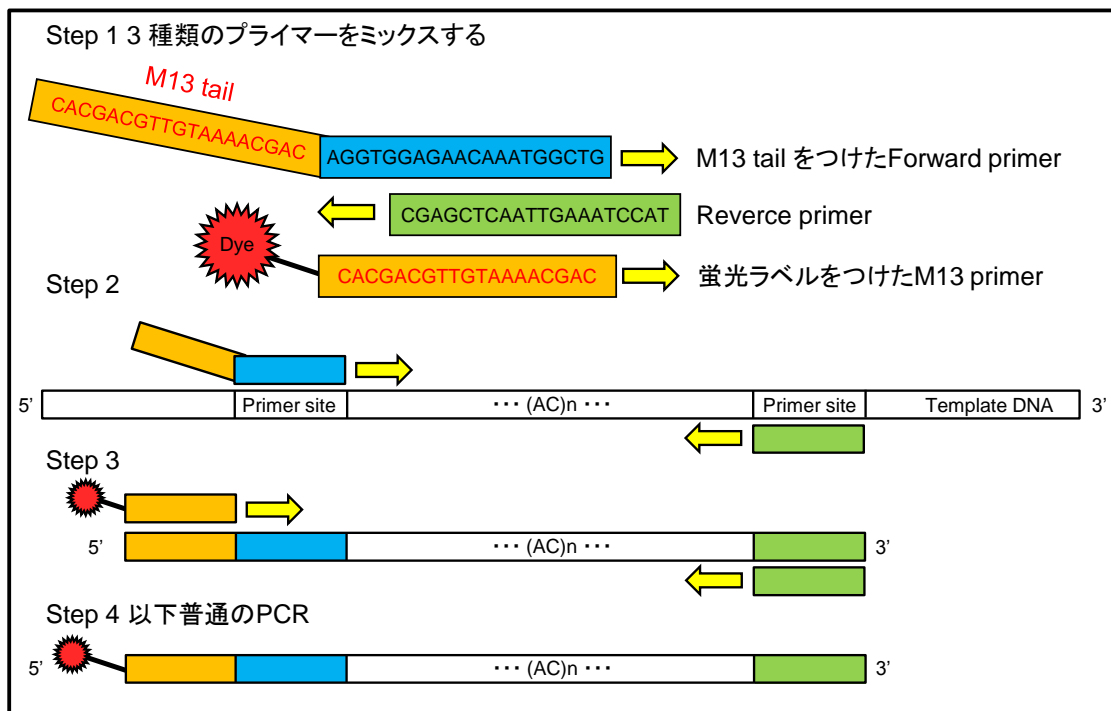 Step 1 3 種類のプライマーをミックスする
M13 tail
CACGACGTTGTAAAACGAC
AGGTGGAGAACAAATGGCTG
M13 tail をつけたForward primer
CGAGCTCAATTGAAATCCAT
Reverce primer
Dye
CACGACGTTGTAAAACGAC
蛍光ラベルをつけたM13 primer
Step 2
5’ Primer site ··· (AC)n ··· Primer site Template DNA 3’
Step 3
5’ ··· (AC)n ··· 3’
Step 4 以下普通のPCR
5’ ··· (AC)n ··· 3’